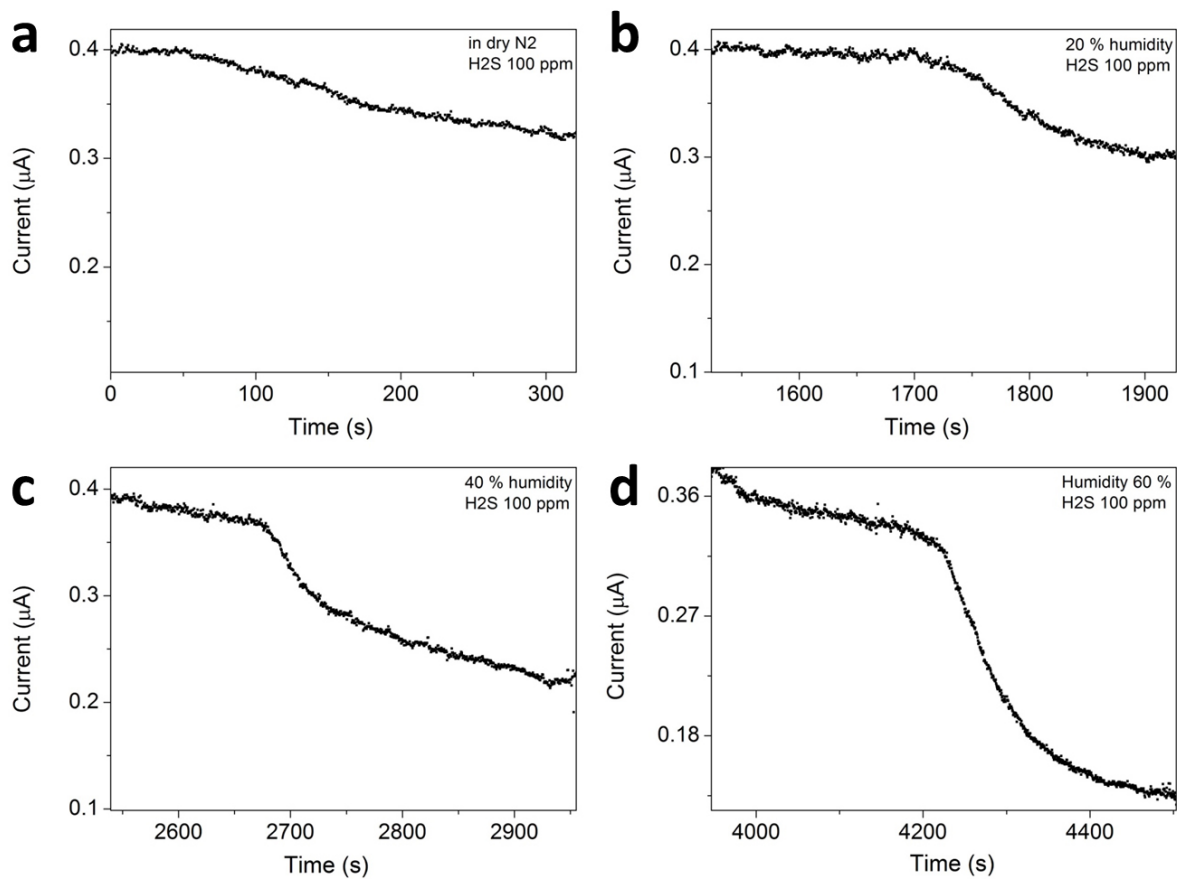 a
in dry N2
H2S 100 ppm
0.4
0.3
0.2
Current (μA)
0
100
200
300
Time (s)
b
20 % humidity
H2S 100 ppm
0.4
0.3
0.2
0.1
Current (μA)
1600
1700
1800
1900
Time (s)
c
40 % humidity
H2S 100 ppm
0.4
0.3
0.2
0.1
Current (μA)
2600
2700
2800
2900
Time (s)
d
Humidity 60 %
H2S 100 ppm
0.36
0.27
0.18
Current (μA)
4000
4200
4400
Time (s)